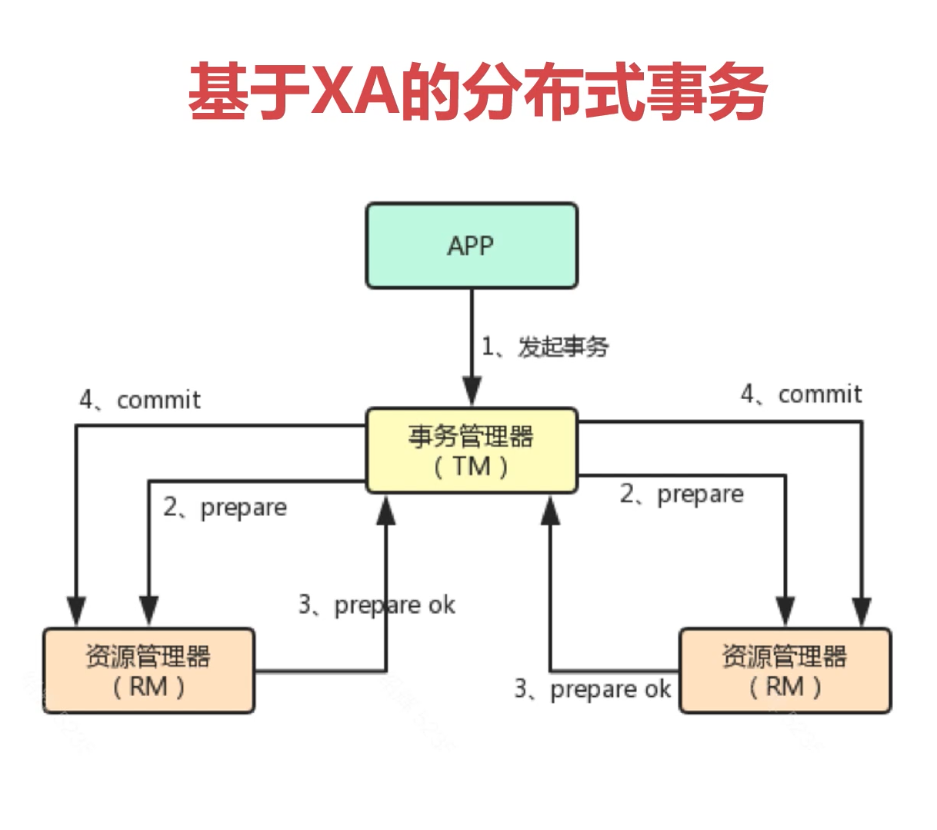 基于XA的分布式事务
APP
1、发起事务
4、commit
4、commit
事务管理器
（TM）
2、prepare
2、prepare
3、prepare ok
资源管理器
（RM）
3、prepare ok
资源管理器
（RM）